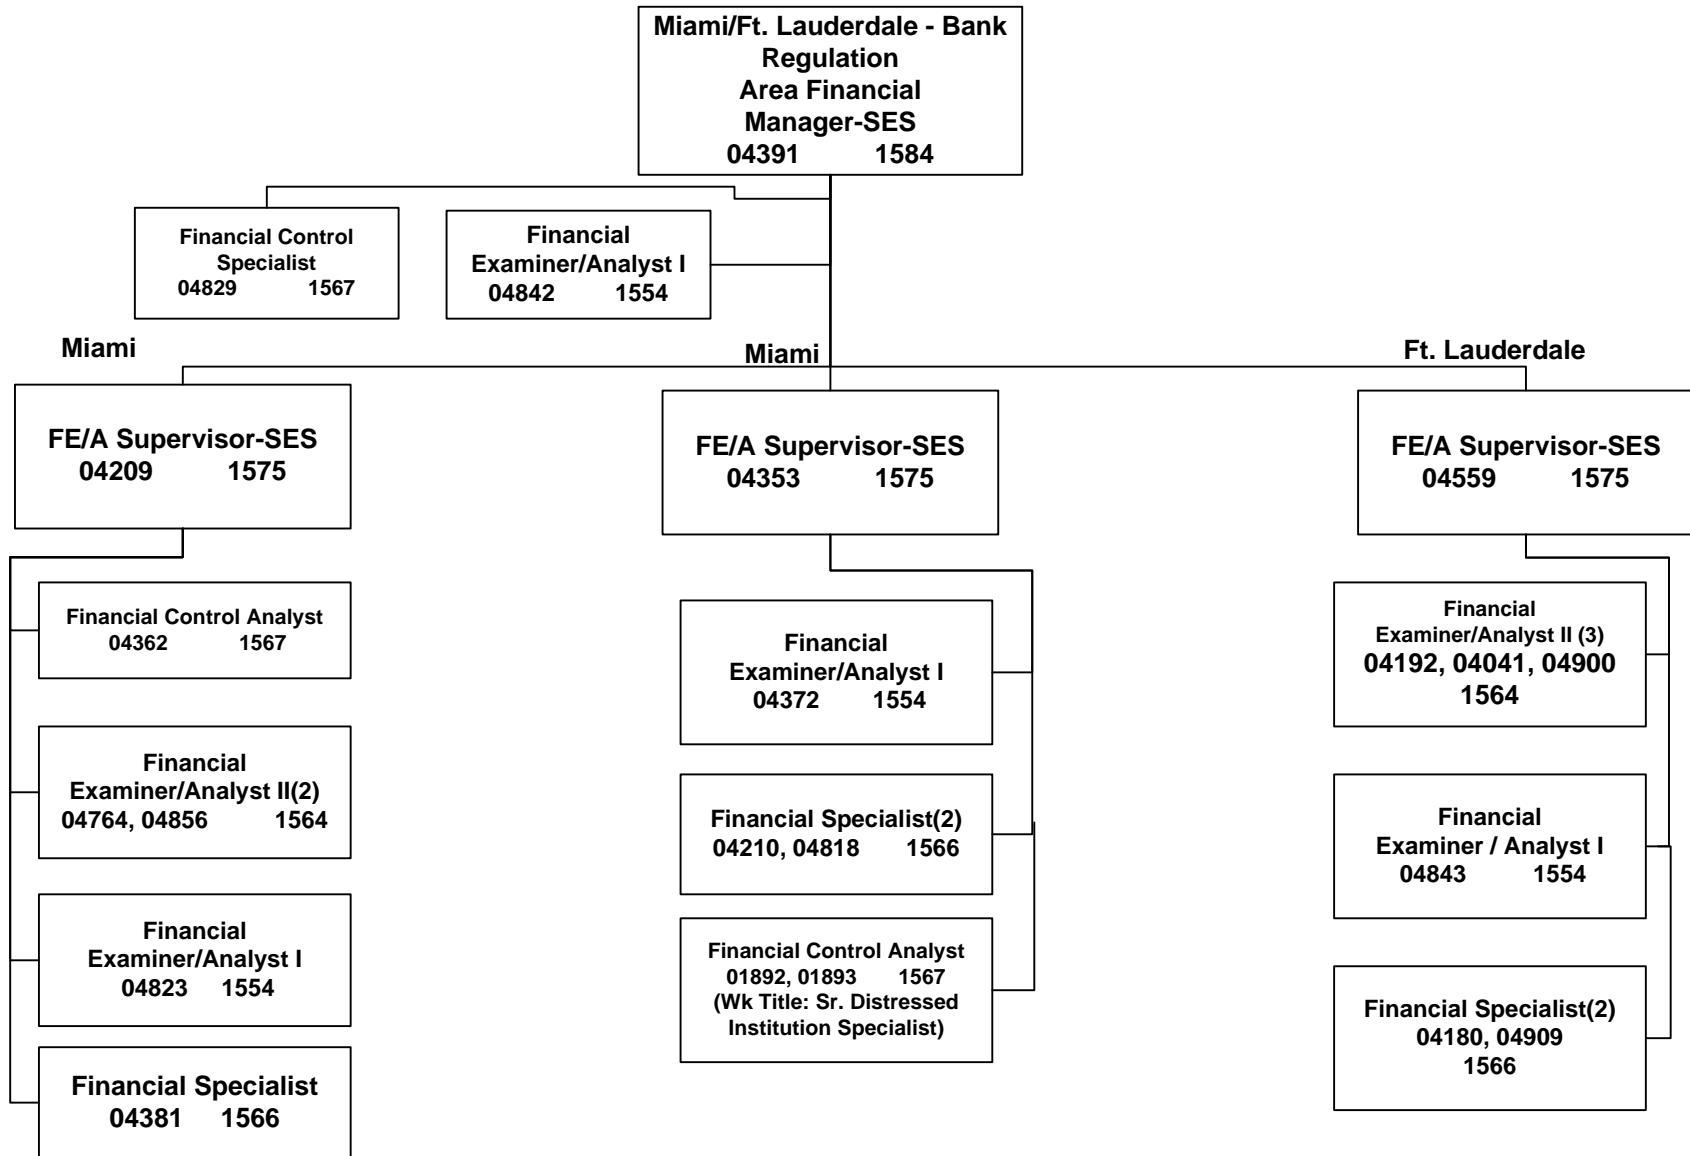 Miami/Ft. Lauderdale - Bank
Regulation
Area Financial
Manager-SES
04391 1584
Financial Control
Specialist
04829 1567
Financial
Examiner/Analyst I
04842 1554
Miami
Miami
Ft. Lauderdale
FE/A Supervisor-SES
04209 1575
FE/A Supervisor-SES
04353 1575
FE/A Supervisor-SES
04559 1575
Financial Control Analyst
04362 1567
Financial
Examiner/Analyst II(2)
04764, 04856 1564
Financial
Examiner/Analyst I
04823 1554
Financial Specialist
04381 1566
Financial
Examiner/Analyst I
04372 1554
Financial Specialist(2)
04210, 04818 1566
Financial Control Analyst
01892, 01893 1567
(Wk Title: Sr. Distressed
Institution Specialist)
Financial
Examiner/Analyst II (3)
04192, 04041, 04900
1564
Financial
Examiner / Analyst I
04843 1554
Financial Specialist(2)
04180, 04909
1566